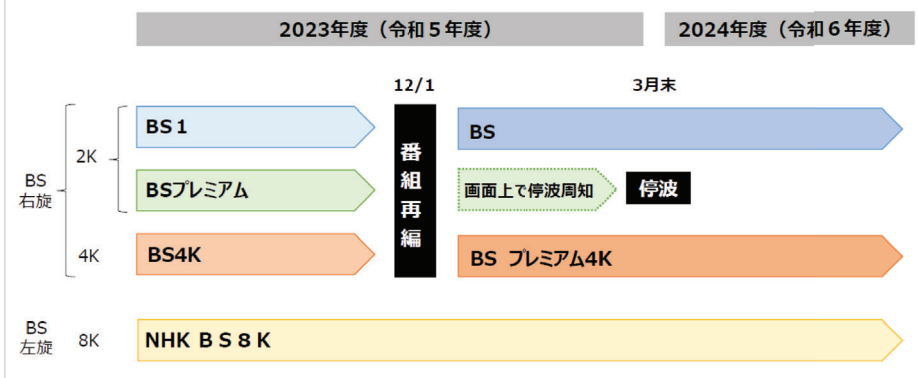 2023年度（令和５年度）
2024年度（令和６年度）
12/1
3月末
BS
右旋
2K
BS１
BSプレミアム
4K
BS4K
番組再編
BS
画面上で停波周知
停波
BS プレミアム4K
BS
左旋
8K
NHK ＢＳ８Ｋ